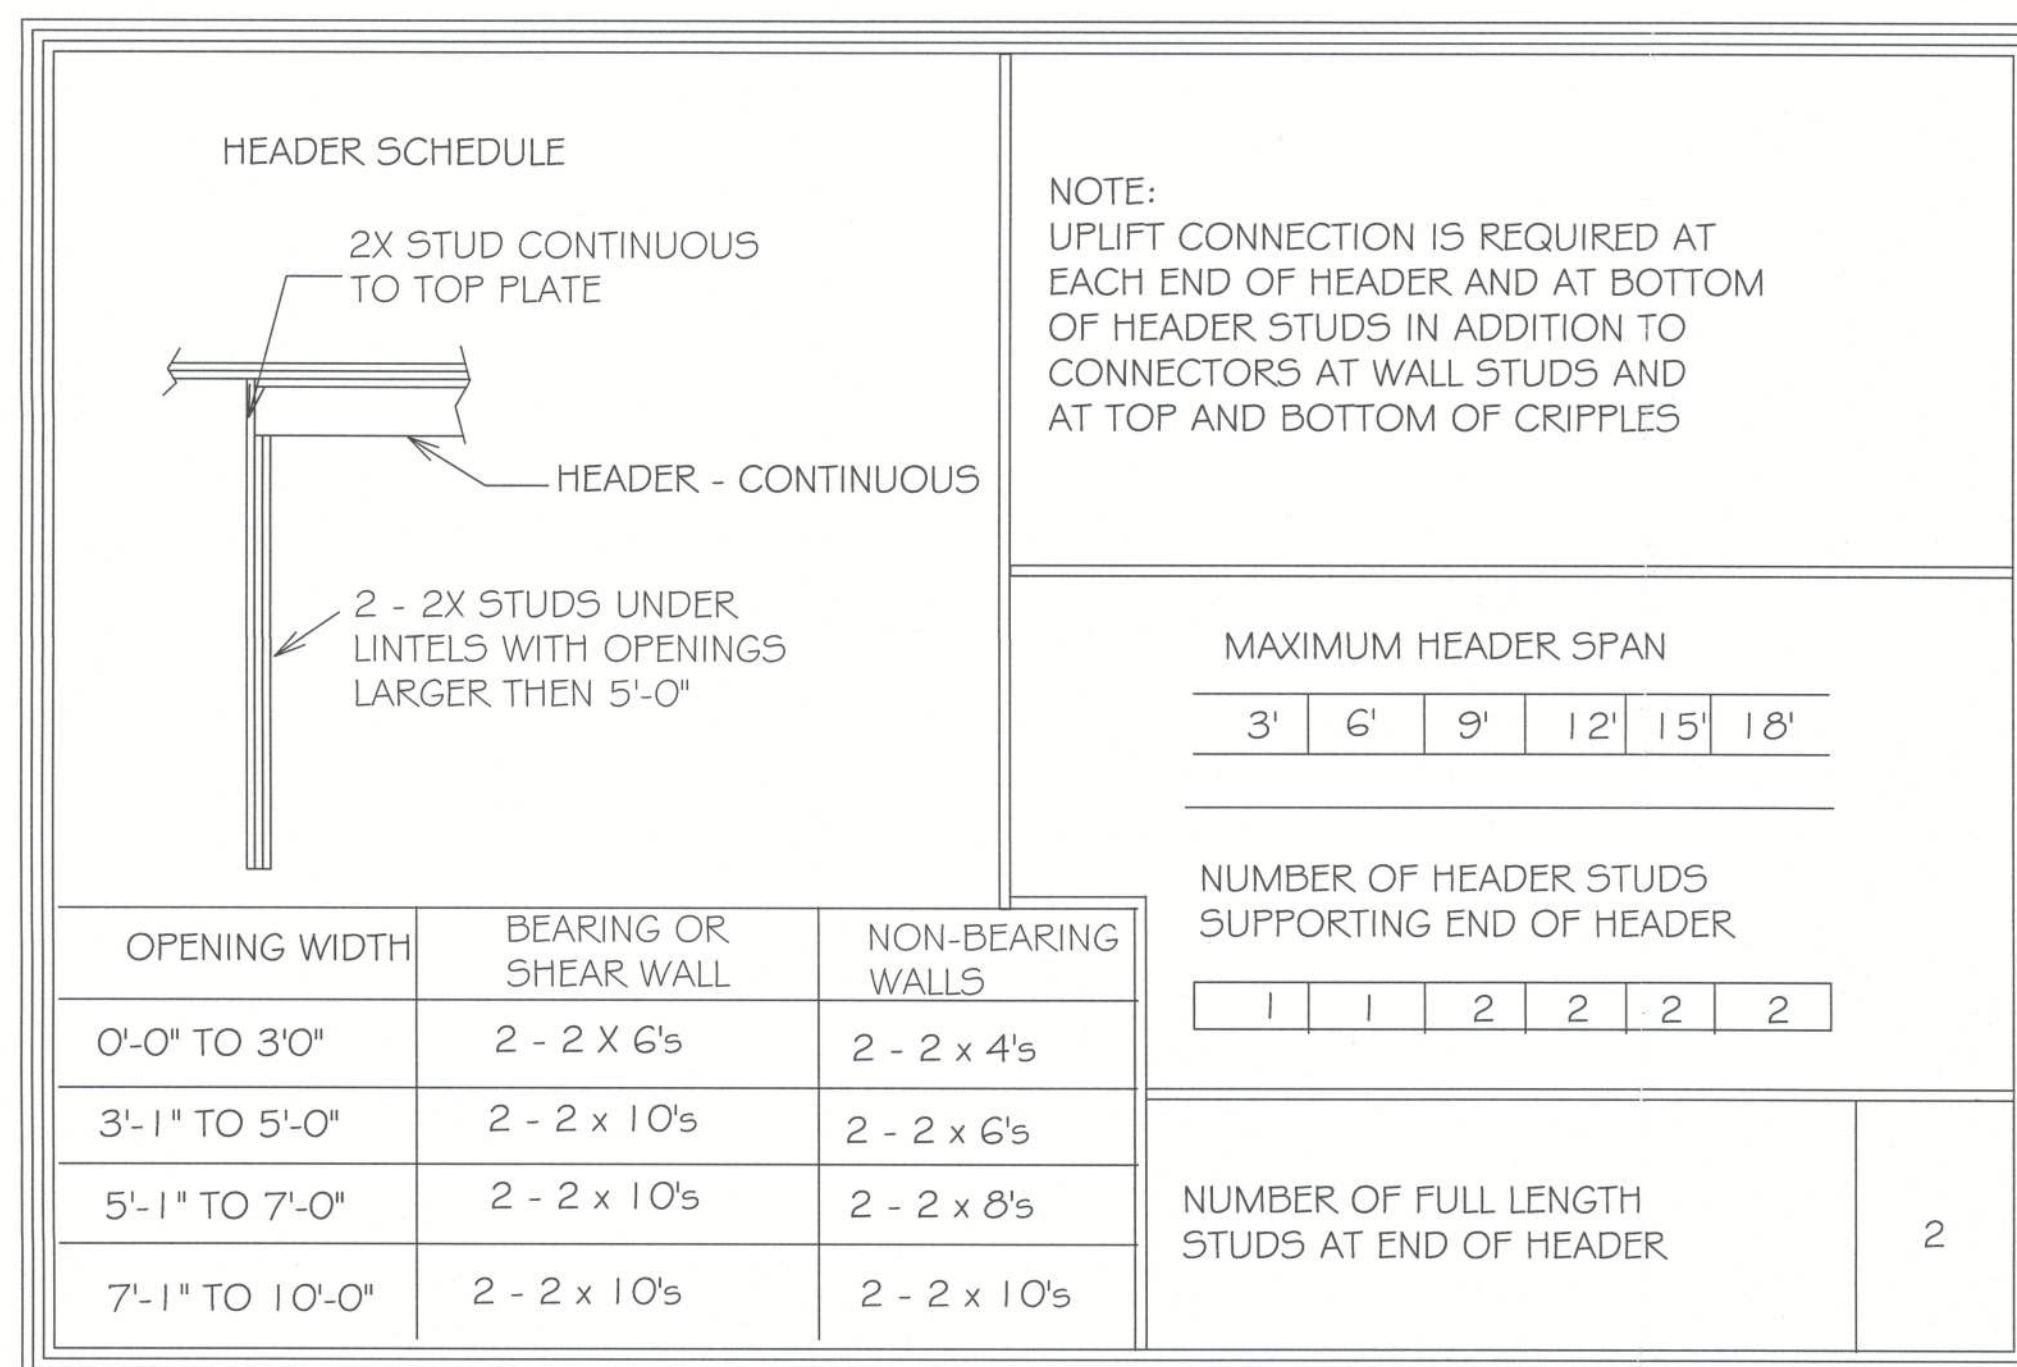 HEADER SCHEDULE
2X STUD CONTINUOUS
TO TOP PLATE
HEADER - CONTINUOUS
2 - 2X STUDS UNDER
LINTELS WITH OPENINGS
LARGER THEN 5'-0"
OPENING WIDTH
BEARING OR
SHEAR WALL
NON-BEARING
WALLS
0'-0" TO 3'0"
2 - 2 X 6's
2 - 2 x 4's
3'-1" TO 5'-0"
2 - 2 x 10's
2 - 2 x 6's
5'-1" TO 7'-0"
2 - 2 x 10's
2 - 2 x 8's
7'-1" TO 10'-0"
2 - 2 x 10's
2 - 2 x 10's
NOTE:
UPLIFT CONNECTION IS REQUIRED AT
EACH END OF HEADER AND AT BOTTOM
OF HEADER STUDS IN ADDITION TO
CONNECTORS AT WALL STUDS AND
AT TOP AND BOTTOM OF CRIPPLES
MAXIMUM HEADER SPAN
3' 6' 9' 12' 15' 18'
NUMBER OF HEADER STUDS
SUPPORTING END OF HEADER
1 1 2 2 2 2
NUMBER OF FULL LENGTH
STUDS AT END OF HEADER
2